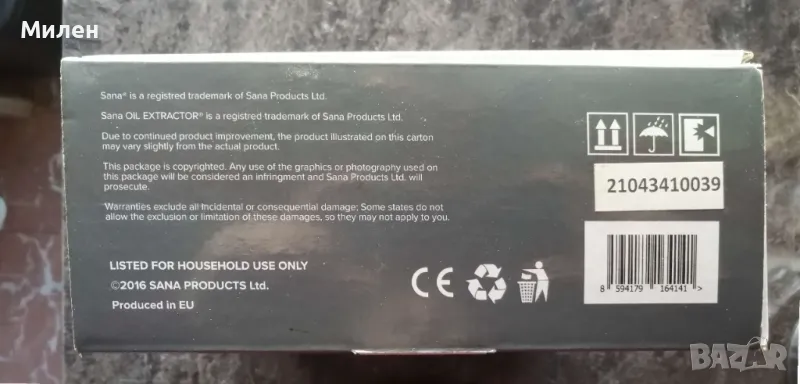 Милен
Sana® is a registred trademark of Sana Products Ltd.
Sana OIL EXTRACTOR® is a registred trademark of Sana Products Ltd.
Due to continued product improvement, the product illustrated on this carton
may vary slightly from the actual product.
This package is copyrighted. Any use of the graphics or photography used on
this package will be considered an infringment and Sana Products Ltd. will
prosecute.
Warranties exclude all incidental or consequential damage. Some states do not
allow the exclusion or limitation of these damages, so they may not apply to you.
LISTED FOR HOUSEHOLD USE ONLY
©2016 SANA PRODUCTS Ltd.
Produced in EU
CE
21043410039
8 594179 164141 >
BAZAR